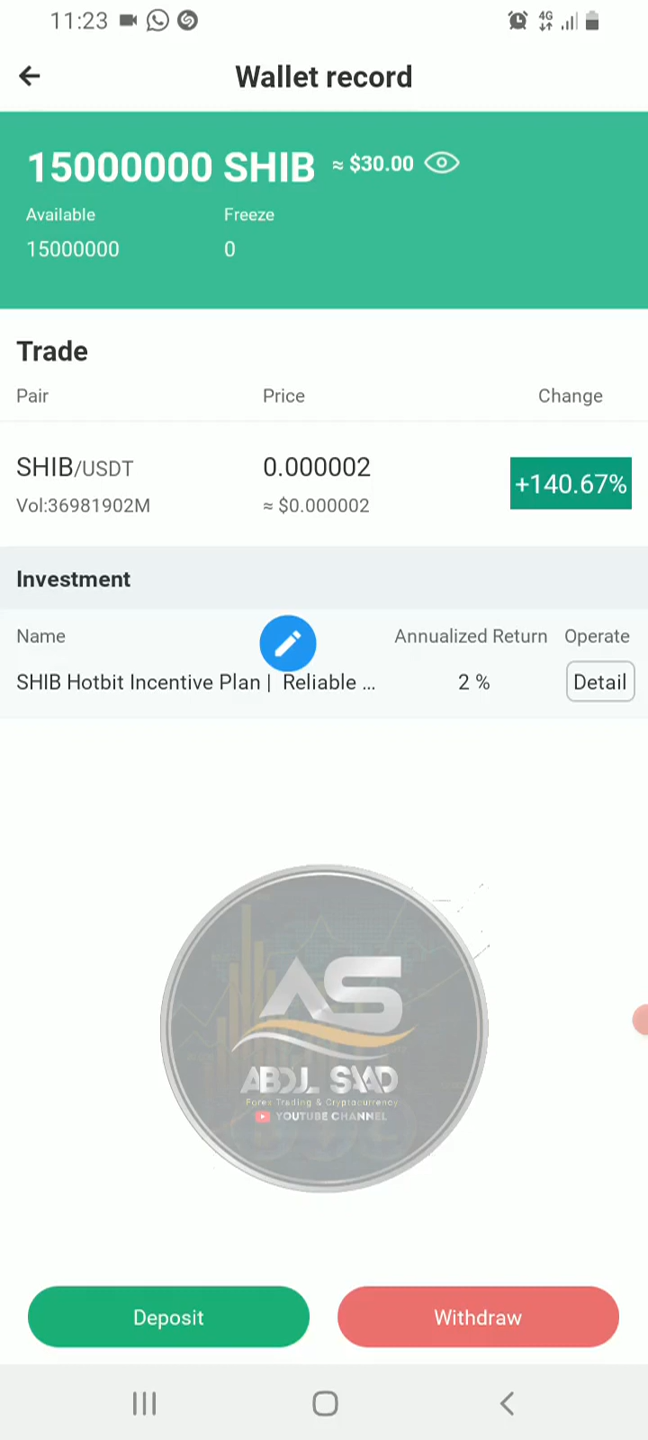 11:23
4G
Wallet record
15000000 SHIB ≈ $30.00
Available Freeze
15000000 0
Trade
Pair Price Change
SHIB/USDT 0.000002 +140.67%
Vol:36981902M ≈ $0.000002
Investment
Name Annualized Return Operate
SHIB Hotbit Incentive Plan | Reliable ... 2 % Detail
AS
ABDUL SAAD
Forex Trading & Cryptocurrency
YOUTUBE CHANNEL
Deposit Withdraw